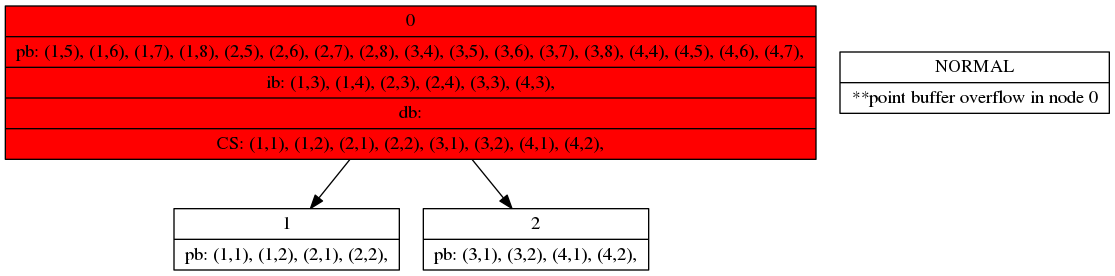 0
pb: (1,5), (1,6), (1,7), (1,8), (2,5), (2,6), (2,7), (2,8), (3,4), (3,5), (3,6), (3,7), (3,8), (4,4), (4,5), (4,6), (4,7),
ib: (1,3), (1,4), (2,3), (2,4), (3,3), (4,3),
db:
CS: (1,1), (1,2), (2,1), (2,2), (3,1), (3,2), (4,1), (4,2),
NORMAL
**point buffer overflow in node 0
1
pb: (1,1), (1,2), (2,1), (2,2),
2
pb: (3,1), (3,2), (4,1), (4,2),